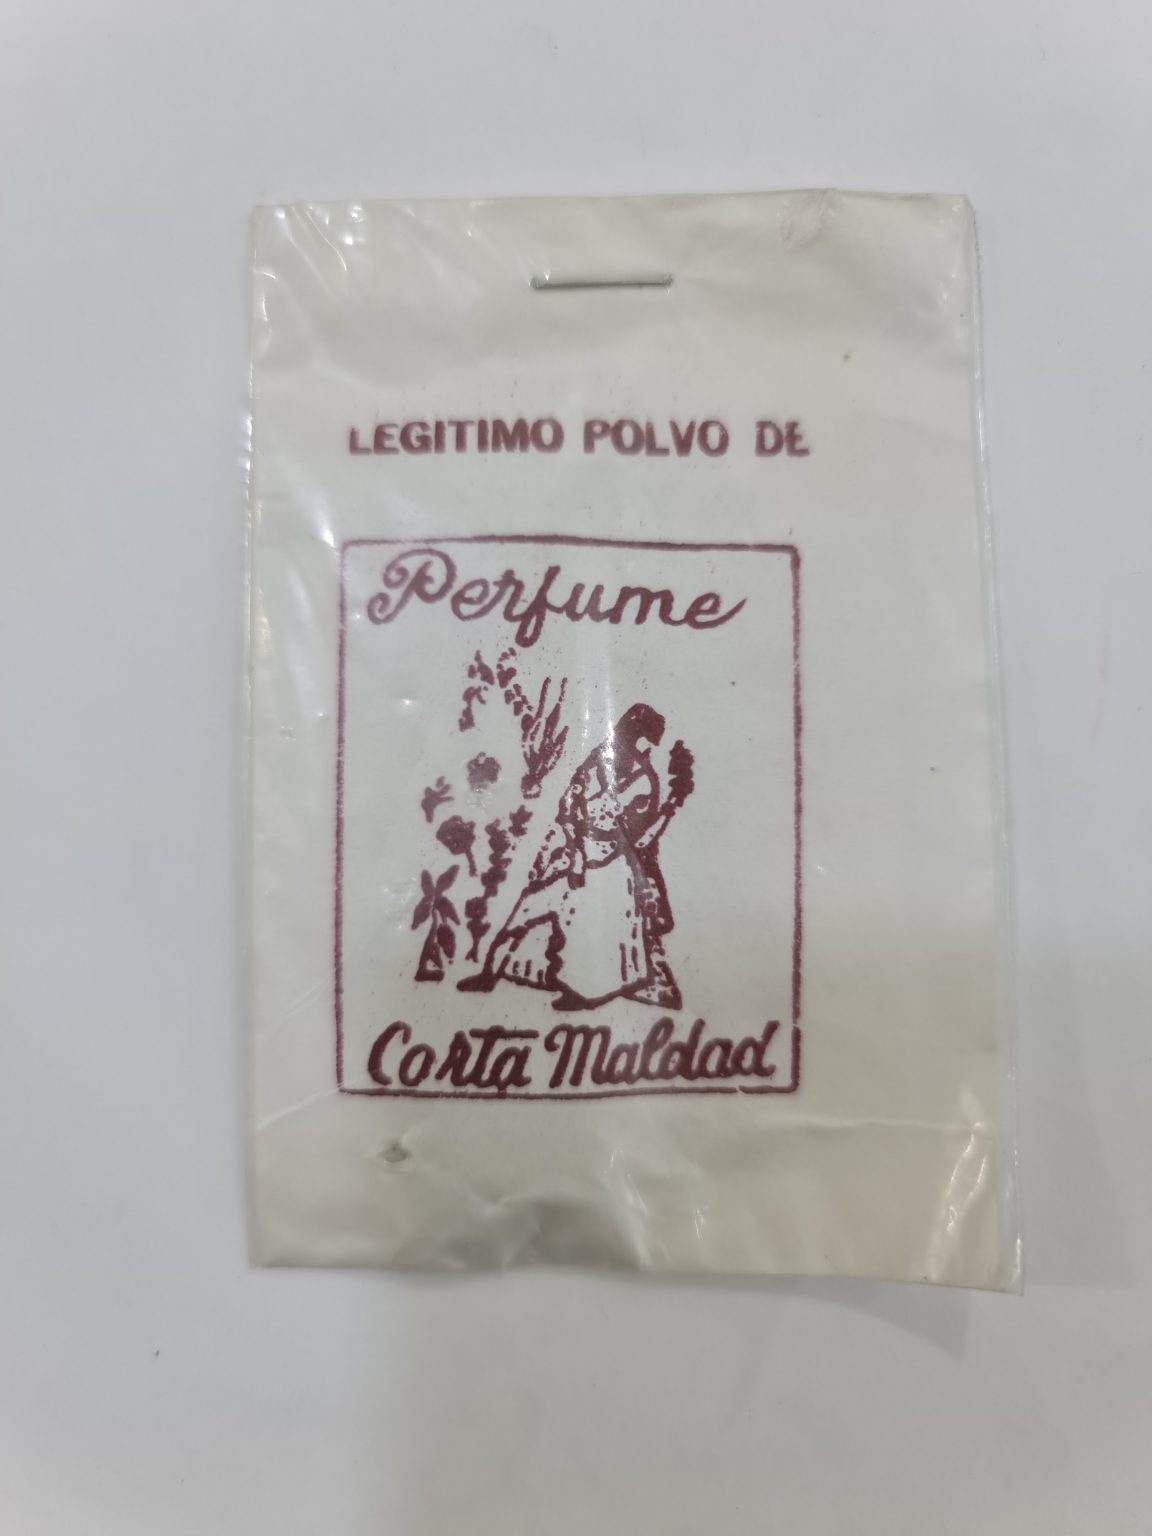 LEGITIMO POLVO DE
Perfume
Corta Maldad